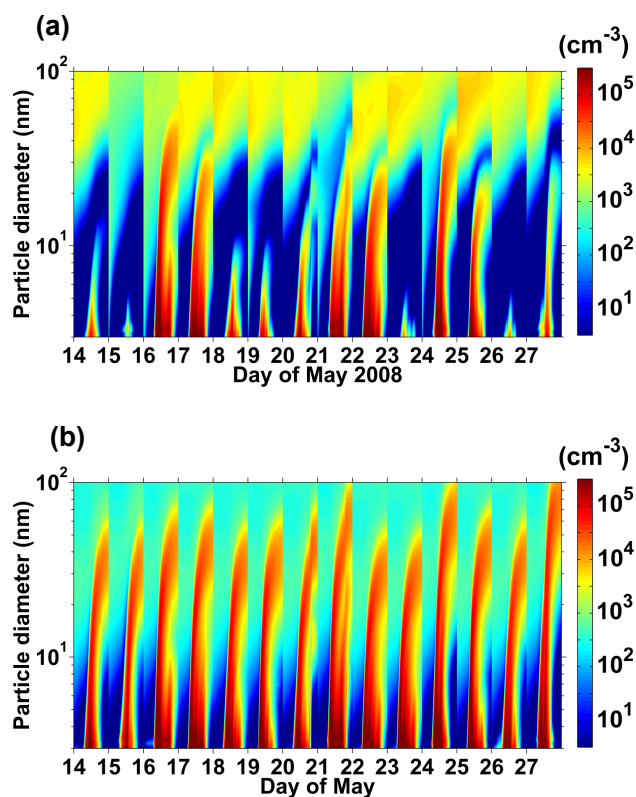 (a)
(cm⁻³)
10²
10¹
Particle diameter (nm)
10⁵
10⁴
10³
10²
10¹
14 15 16 17 18 19 20 21 22 23 24 25 26 27
Day of May 2008
(b)
(cm⁻³)
10²
10¹
Particle diameter (nm)
10⁵
10⁴
10³
10²
10¹
14 15 16 17 18 19 20 21 22 23 24 25 26 27
Day of May